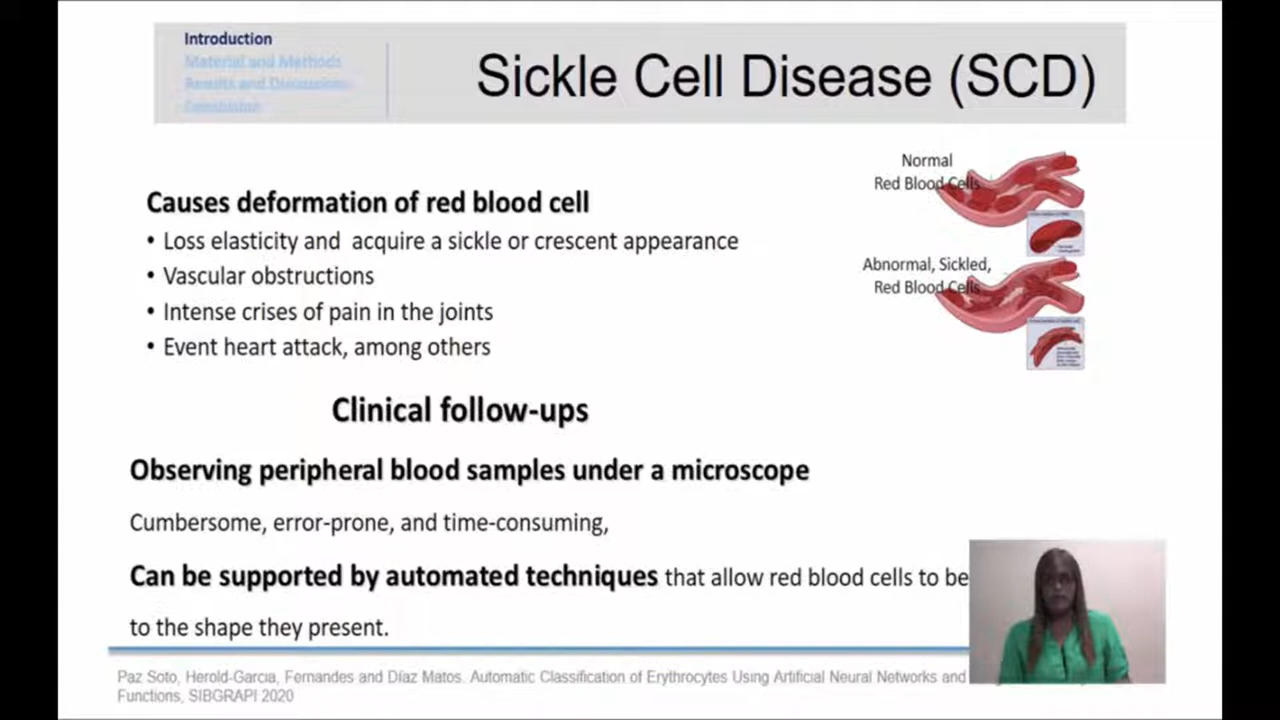 Introduction
Material and Methods
Results and Discussions
Conclusion
Sickle Cell Disease (SCD)
Normal
Red Blood Cells
Abnormal, Sickled,
Red Blood Cells
Causes deformation of red blood cell
• Loss elasticity and acquire a sickle or crescent appearance
• Vascular obstructions
• Intense crises of pain in the joints
• Event heart attack, among others
Clinical follow-ups
Observing peripheral blood samples under a microscope
Cumbersome, error-prone, and time-consuming,
Can be supported by automated techniques that allow red blood cells to be
to the shape they present.
Paz Soto, Herold-Garcıa, Fernandes and Díaz Matos. Automatic Classification of Erythrocytes Using Artificial Neural Networks and
Functions, SIBGRAPI 2020